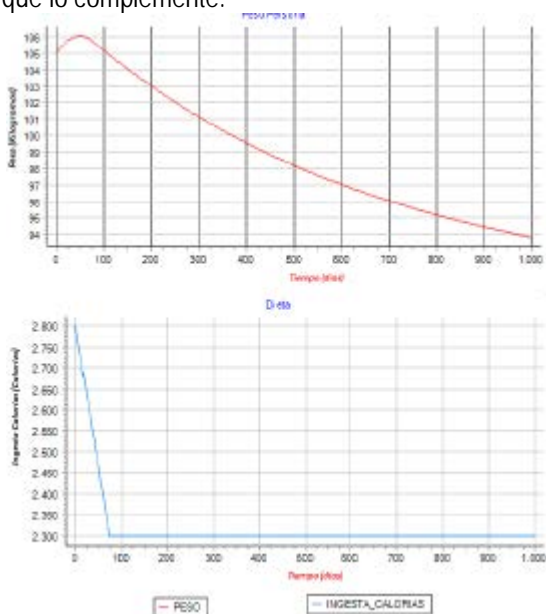 que lo complemente.
Peso Persona
106
105
104
103
102
101
100
99
98
97
96
95
94
Peso (Kilogramos)
0 100 200 300 400 500 600 700 800 900 1.000
Tiempo (días)
Dieta
2.800
2.750
2.700
2.650
2.600
2.550
2.500
2.450
2.400
2.350
2.300
Ingesta Calorías (Calorías)
0 100 200 300 400 500 600 700 800 900 1.000
Tiempo (días)
PESO
INGESTA_CALORIAS